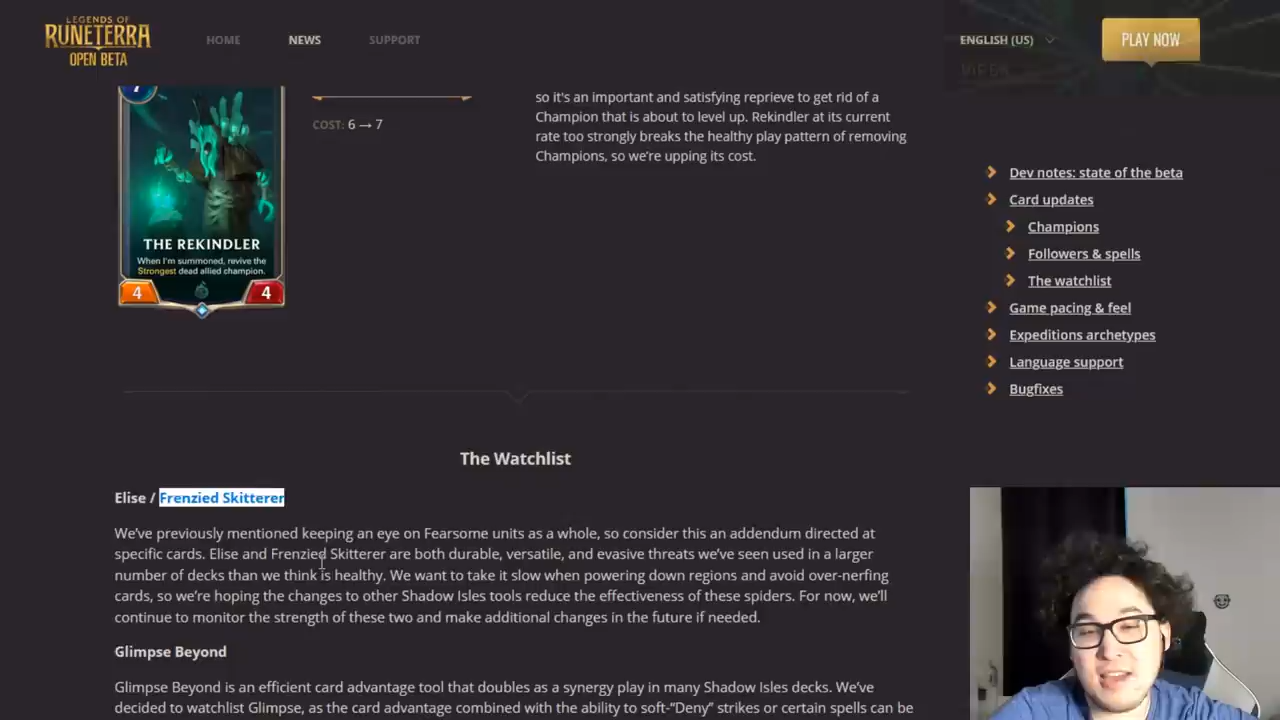 LEGENDS OF
RUNETERRA
OPEN BETA
HOME
NEWS
SUPPORT
ENGLISH (US)
PLAY NOW
7
THE REKINDLER
When I'm summoned, revive the
Strongest dead allied champion.
4
4
COST: 6 → 7
so it's an important and satisfying reprieve to get rid of a
Champion that is about to level up. Rekindler at its current
rate too strongly breaks the healthy play pattern of removing
Champions, so we're upping its cost.
Dev notes: state of the beta
Card updates
Champions
Followers & spells
The watchlist
Game pacing & feel
Expeditions archetypes
Language support
Bugfixes
The Watchlist
Elise / Frenzied Skitterer
We've previously mentioned keeping an eye on Fearsome units as a whole, so consider this an addendum directed at
specific cards. Elise and Frenzied Skitterer are both durable, versatile, and evasive threats we've seen used in a larger
number of decks than we think is healthy. We want to take it slow when powering down regions and avoid over-nerfing
cards, so we're hoping the changes to other Shadow Isles tools reduce the effectiveness of these spiders. For now, we'll
continue to monitor the strength of these two and make additional changes in the future if needed.
Glimpse Beyond
Glimpse Beyond is an efficient card advantage tool that doubles as a synergy play in many Shadow Isles decks. We've
decided to watchlist Glimpse, as the card advantage combined with the ability to soft-"Deny" strikes or certain spells can be